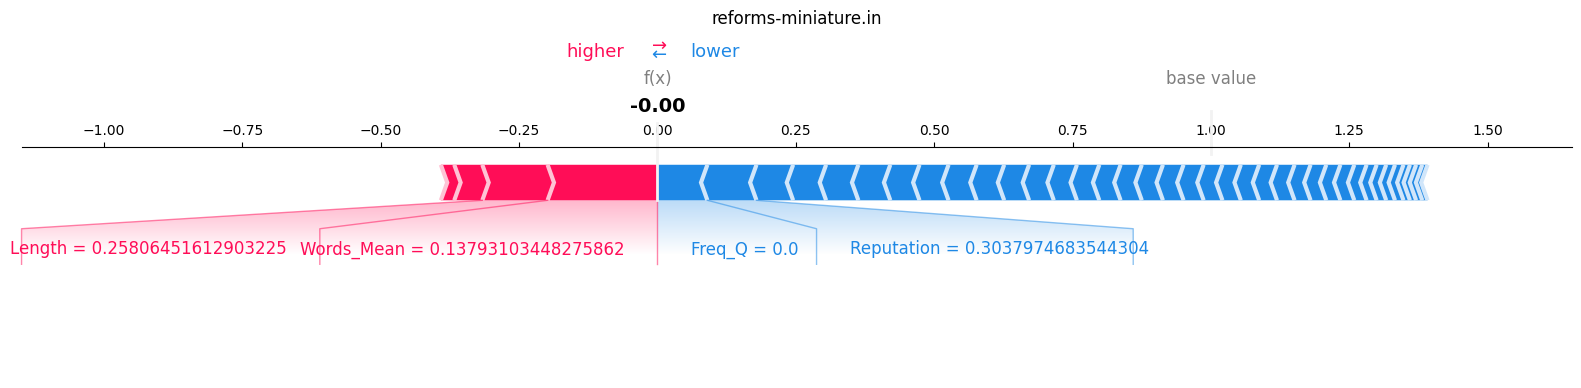 reforms-miniature.in
higher → ← lower
f(x) base value
-0.00
−1.00 −0.75 −0.50 −0.25 0.00 0.25 0.50 0.75 1.00 1.25 1.50
Length = 0.25806451612903225 Words_Mean = 0.13793103448275862 Freq_Q = 0.0 Reputation = 0.3037974683544304